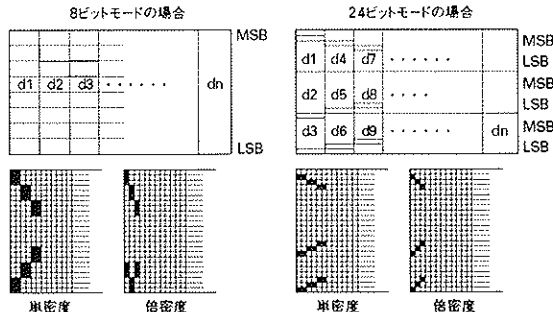 8ビットモードの場合
MSB
d1 d2 d3 ・・・・・・ dn
LSB
単密度 倍密度
24ビットモードの場合
d1 d4 d7 ・・・・・・ MSB
LSB
d2 d5 d8 ・・・・ MSB
LSB
d3 d6 d9 ・・・・・・ dn MSB
LSB
単密度 倍密度